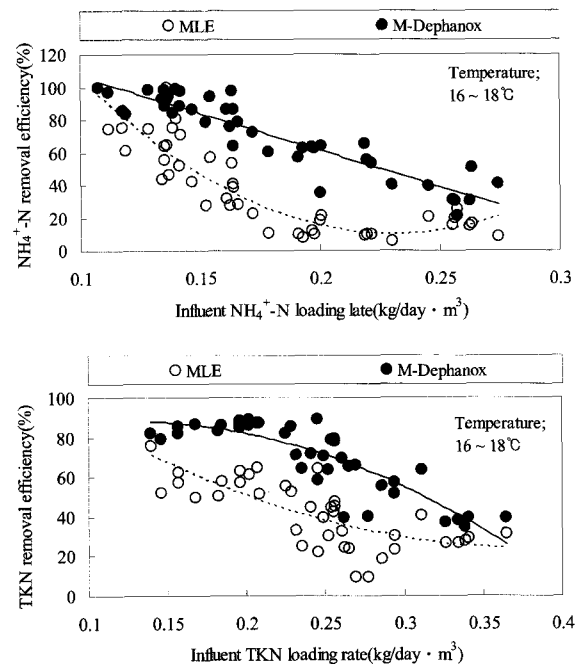 MLE M-Dephanox
120
100
80
60
40
20
0
NH₄⁺-N removal efficiency(%)
Temperature;
16 ~ 18℃
0.1 0.15 0.2 0.25 0.3
Influent NH₄⁺-N loading late(kg/day · m³)
MLE M-Dephanox
100
80
60
40
20
0
TKN removal efficiency(%)
Temperature;
16 ~ 18℃
0.1 0.15 0.2 0.25 0.3 0.35 0.4
Influent TKN loading rate(kg/day · m³)